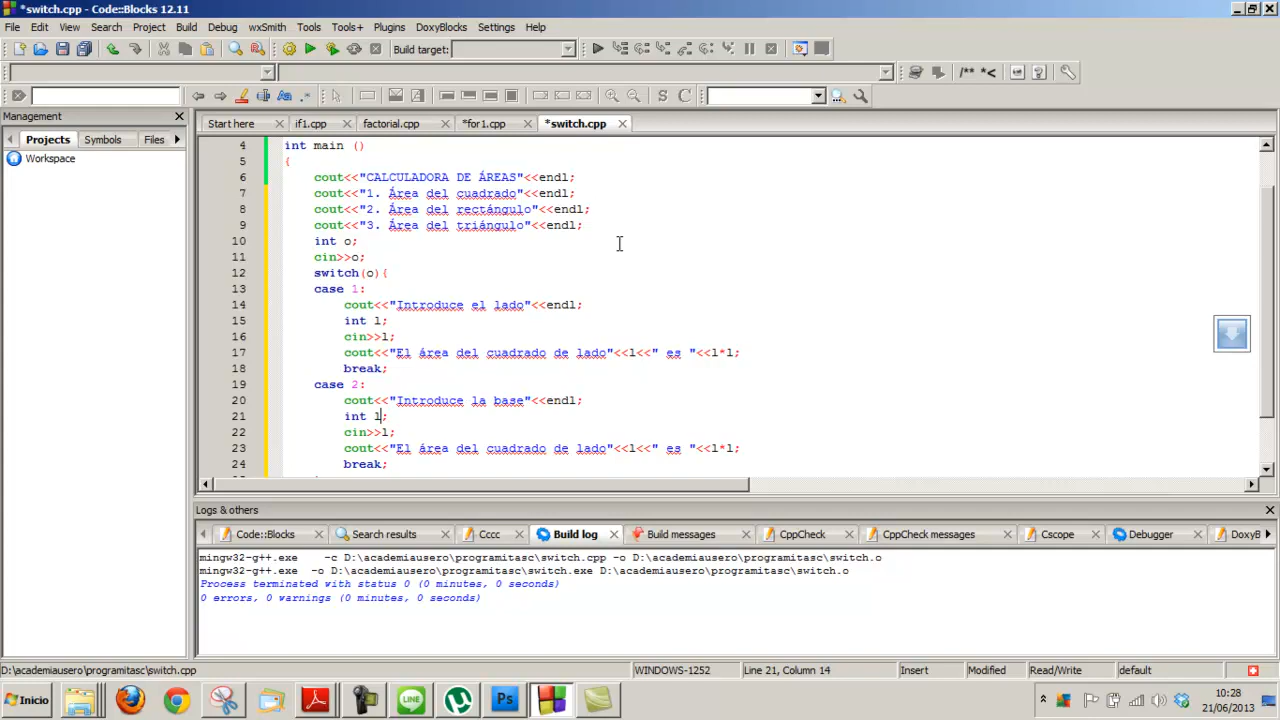 *switch.cpp - Code::Blocks 12.11
File Edit View Search Project Build Debug wxSmith Tools Tools+ Plugins DoxyBlocks Settings Help
Build target:
/** *<
S C
Management
Projects Symbols Files
Workspace
Start here if1.cpp factorial.cpp *for1.cpp *switch.cpp
4 int main ()
5 {
6 cout<<"CALCULADORA DE ÁREAS"<<endl;
7 cout<<"1. Área del cuadrado"<<endl;
8 cout<<"2. Área del rectángulo"<<endl;
9 cout<<"3. Área del triángulo"<<endl;
10 int o;
11 cin>>o;
12 switch(o){
13 case 1:
14 cout<<"Introduce el lado"<<endl;
15 int l;
16 cin>>l;
17 cout<<"El área del cuadrado de lado"<<l<<" es "<<l*l;
18 break;
19 case 2:
20 cout<<"Introduce la base"<<endl;
21 int l;
22 cin>>l;
23 cout<<"El área del cuadrado de lado"<<l<<" es "<<l*l;
24 break;
Logs & others
Code::Blocks Search results Cccc Build log Build messages CppCheck CppCheck messages Cscope Debugger DoxyB
mingw32-g++.exe -c D:\academiausero\programitasc\switch.cpp -o D:\academiausero\programitasc\switch.o
mingw32-g++.exe -o D:\academiausero\programitasc\switch.exe D:\academiausero\programitasc\switch.o
Process terminated with status 0 (0 minutes, 0 seconds)
0 errors, 0 warnings (0 minutes, 0 seconds)
D:\academiausero\programitasc\switch.cpp WINDOWS-1252 Line 21, Column 14 Insert Modified Read/Write default
Inicio LINE Ps 10:28
21/06/2013